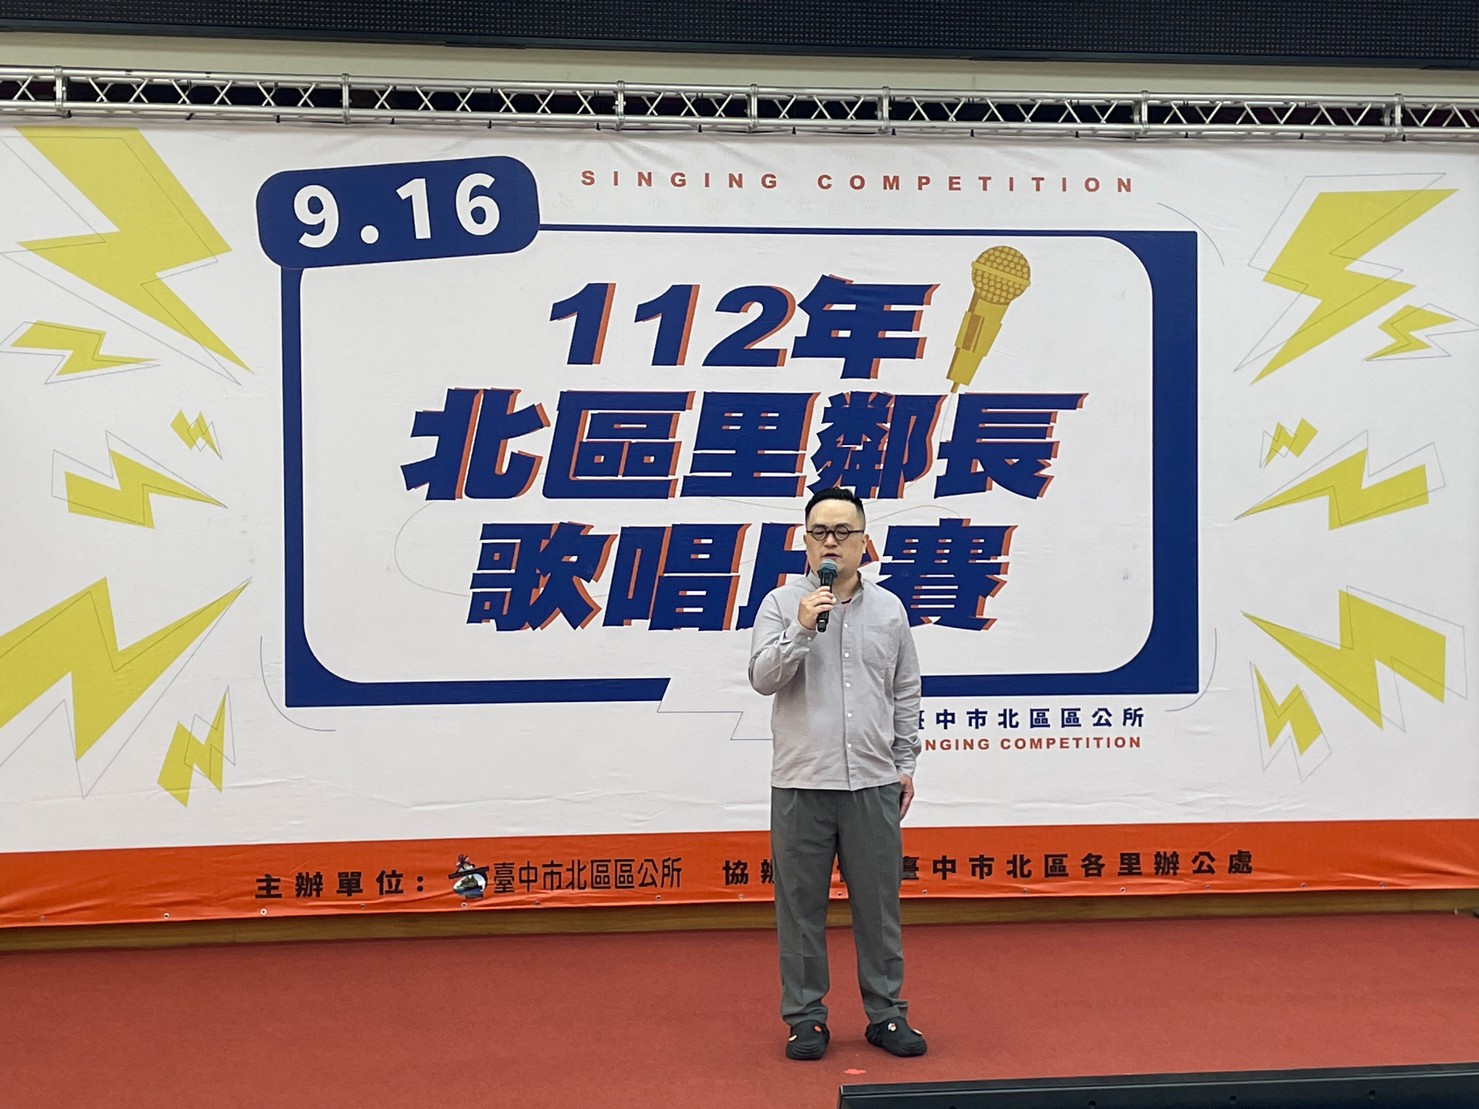 SINGING COMPETITION
9.16
112年
北區里鄰長
歌唱比賽
中市北區區公所
NGING COMPETITION
主辦單位: 臺中市北區區公所 協辦 臺中市北區各里辦公處